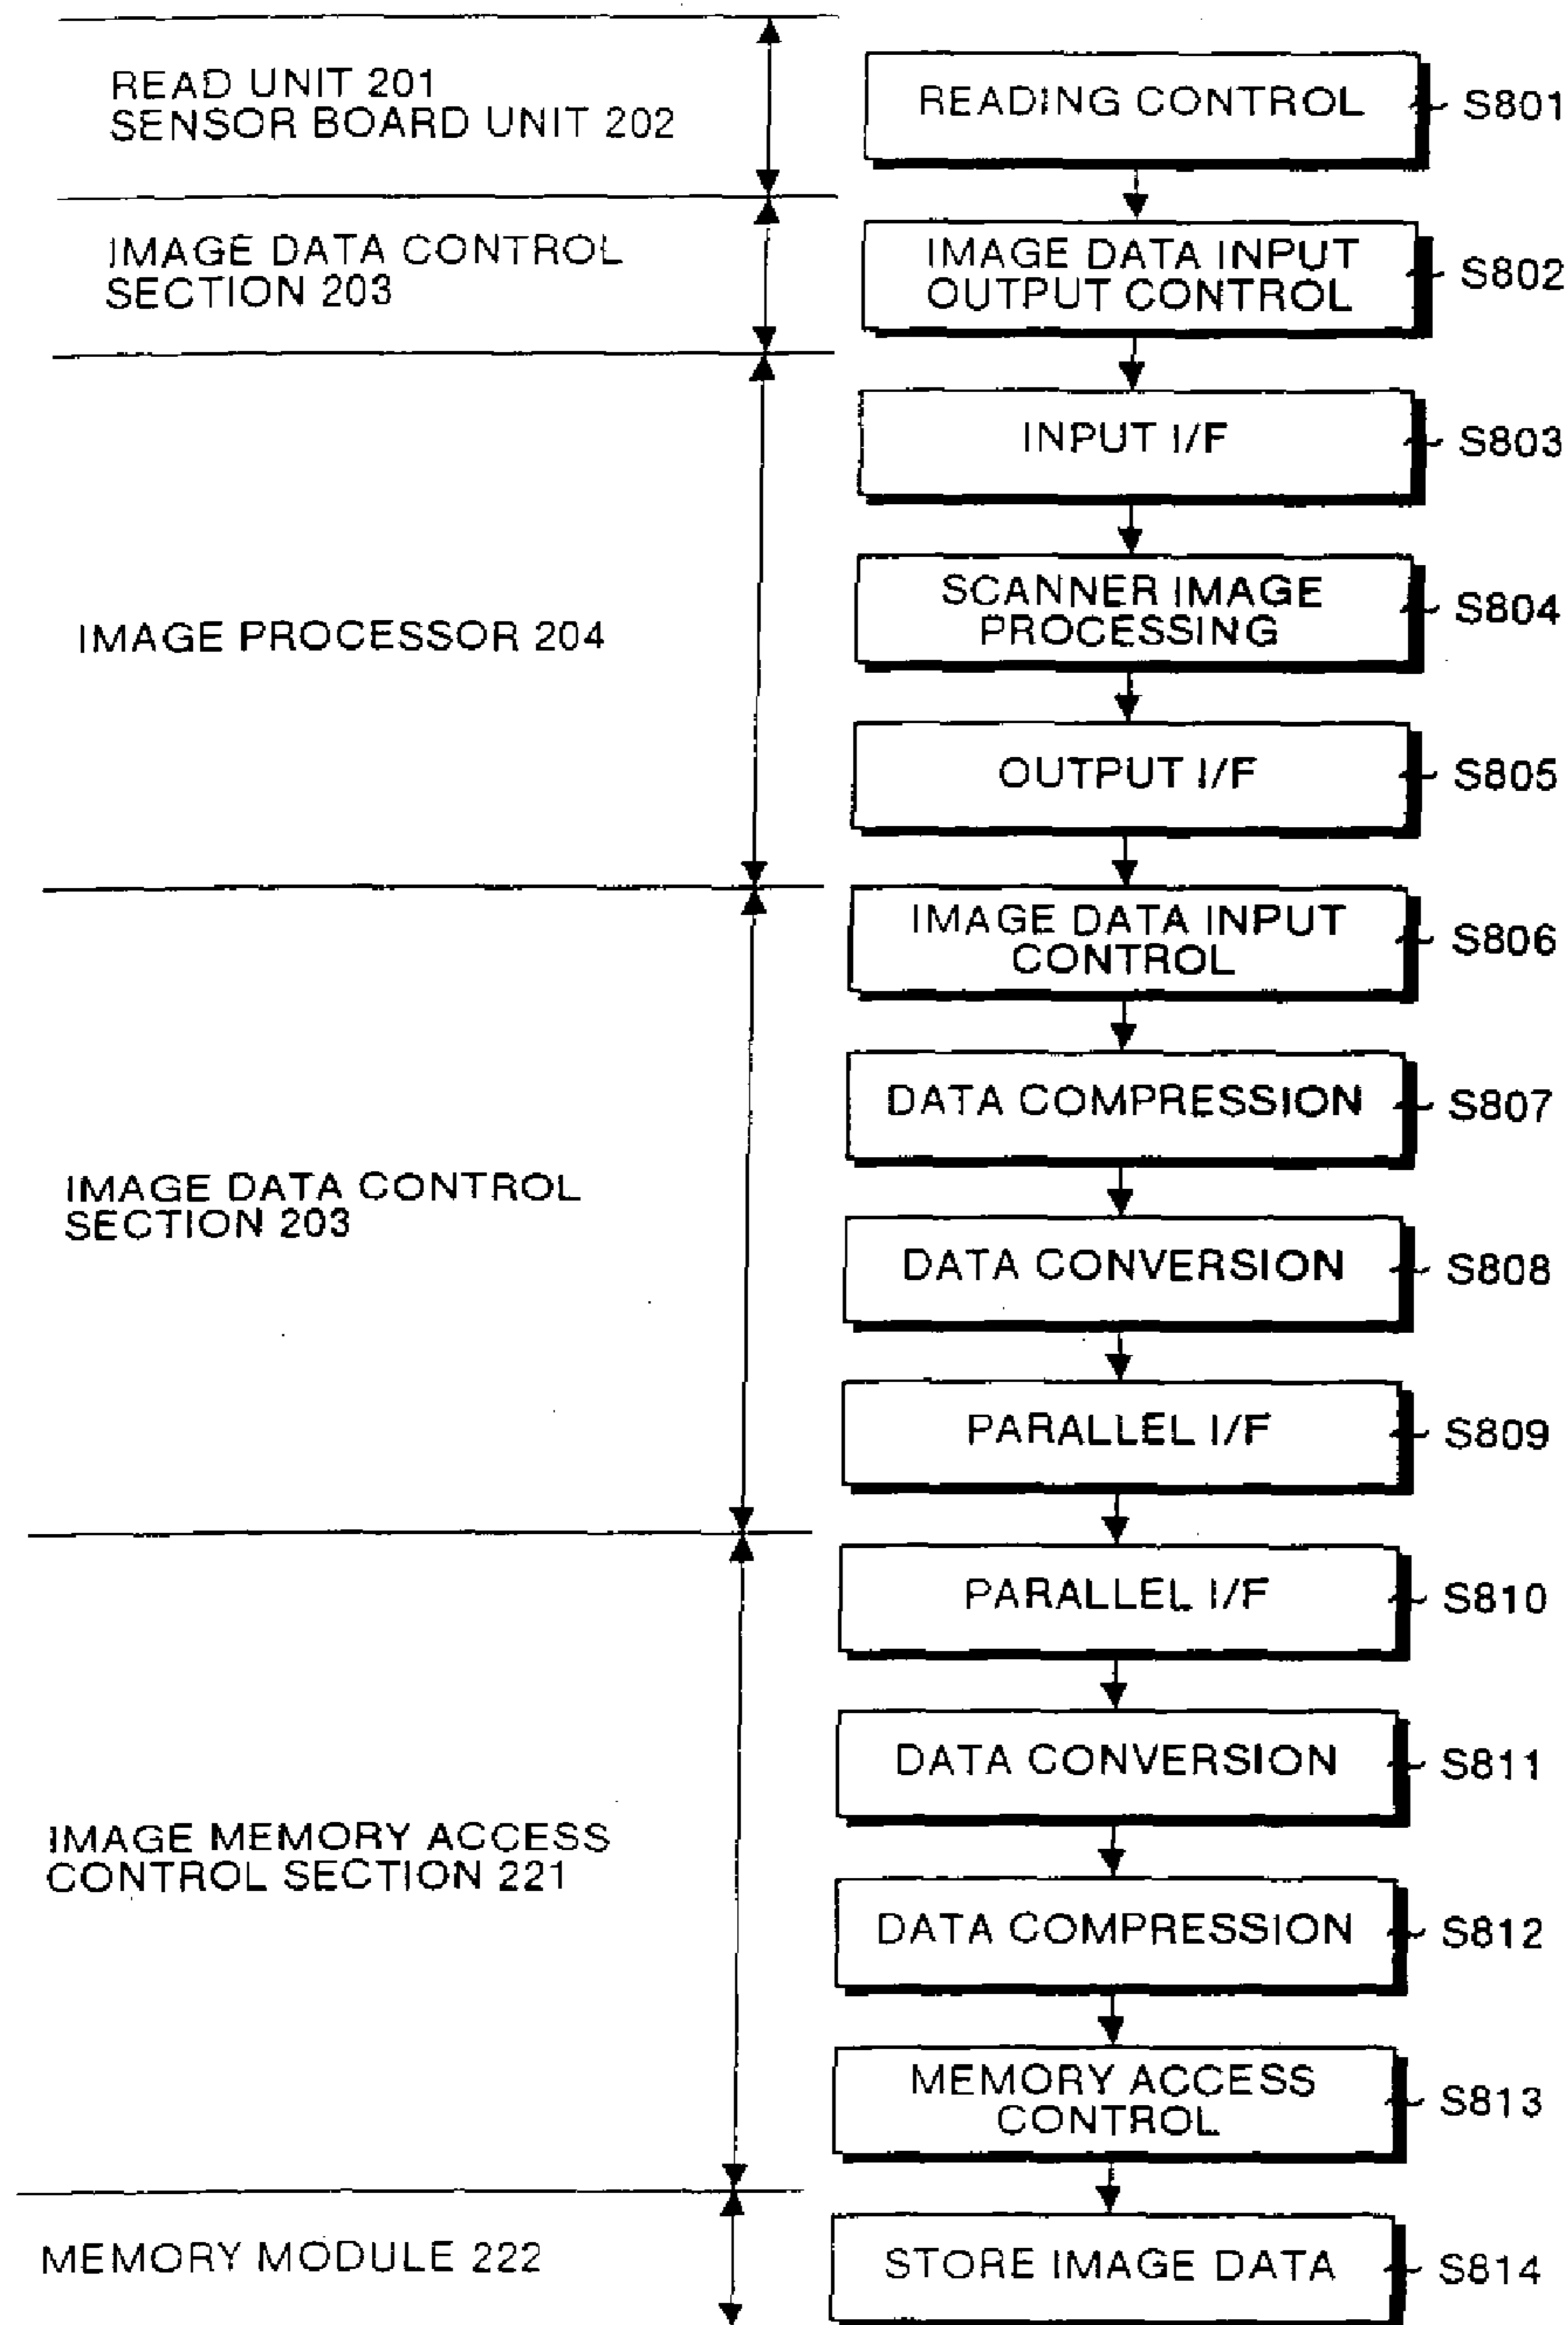 READ UNIT 201
SENSOR BOARD UNIT 202
READING CONTROL
S801
IMAGE DATA CONTROL
SECTION 203
IMAGE DATA INPUT
OUTPUT CONTROL
S802
INPUT I/F
S803
IMAGE PROCESSOR 204
SCANNER IMAGE
PROCESSING
S804
OUTPUT I/F
S805
IMAGE DATA INPUT
CONTROL
S806
DATA COMPRESSION
S807
IMAGE DATA CONTROL
SECTION 203
DATA CONVERSION
S808
PARALLEL I/F
S809
PARALLEL I/F
S810
DATA CONVERSION
S811
IMAGE MEMORY ACCESS
CONTROL SECTION 221
DATA COMPRESSION
S812
MEMORY ACCESS
CONTROL
S813
MEMORY MODULE 222
STORE IMAGE DATA
S814